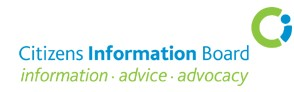 Citizens Information Board
information · advice · advocacy